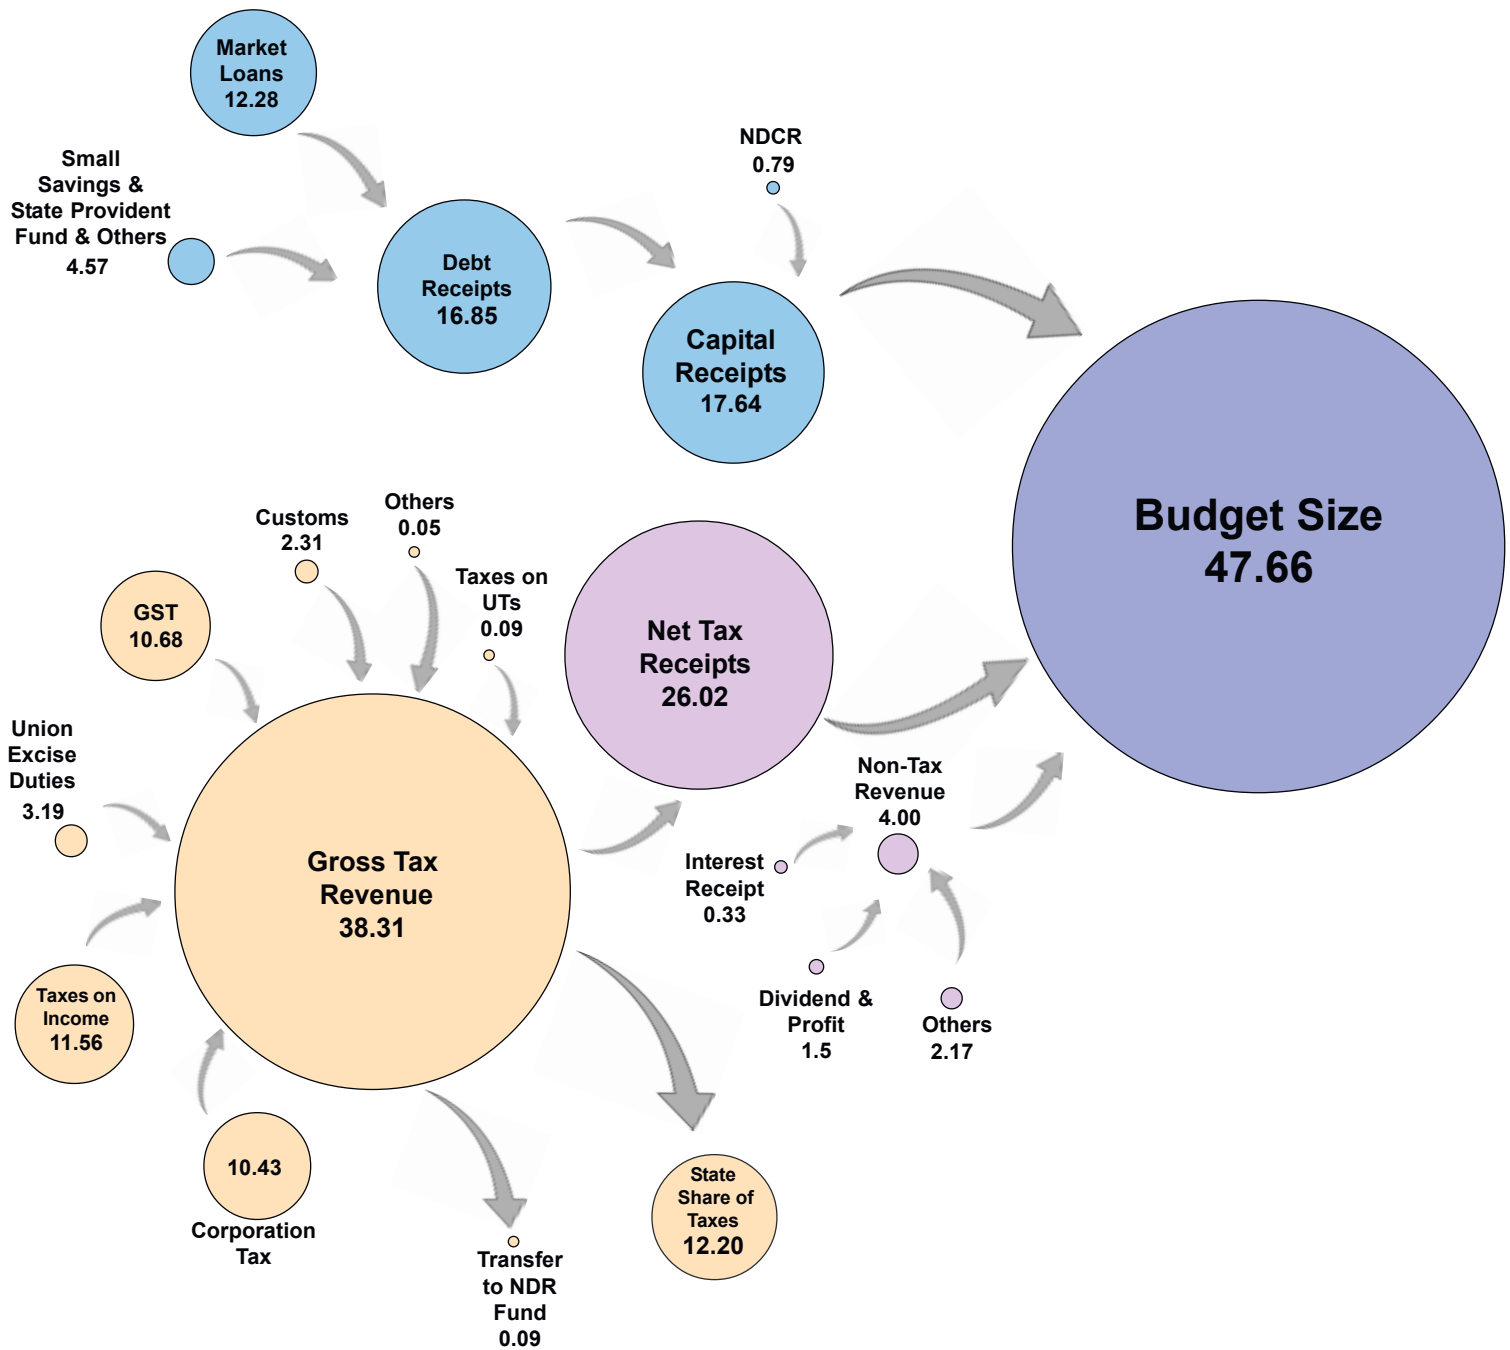 Market
Loans
12.28
Small
Savings &
State Provident
Fund & Others
4.57
NDCR
0.79
Debt
Receipts
16.85
Capital
Receipts
17.64
Budget Size
47.66
Customs
2.31
Others
0.05
Taxes on
UTs
0.09
GST
10.68
Net Tax
Receipts
26.02
Union
Excise
Duties
3.19
Non-Tax
Revenue
4.00
Interest
Receipt
0.33
Gross Tax
Revenue
38.31
Dividend &
Profit
1.5
Others
2.17
Taxes on
Income
11.56
10.43
Corporation
Tax
State
Share of
Taxes
12.20
Transfer
to NDR
Fund
0.09